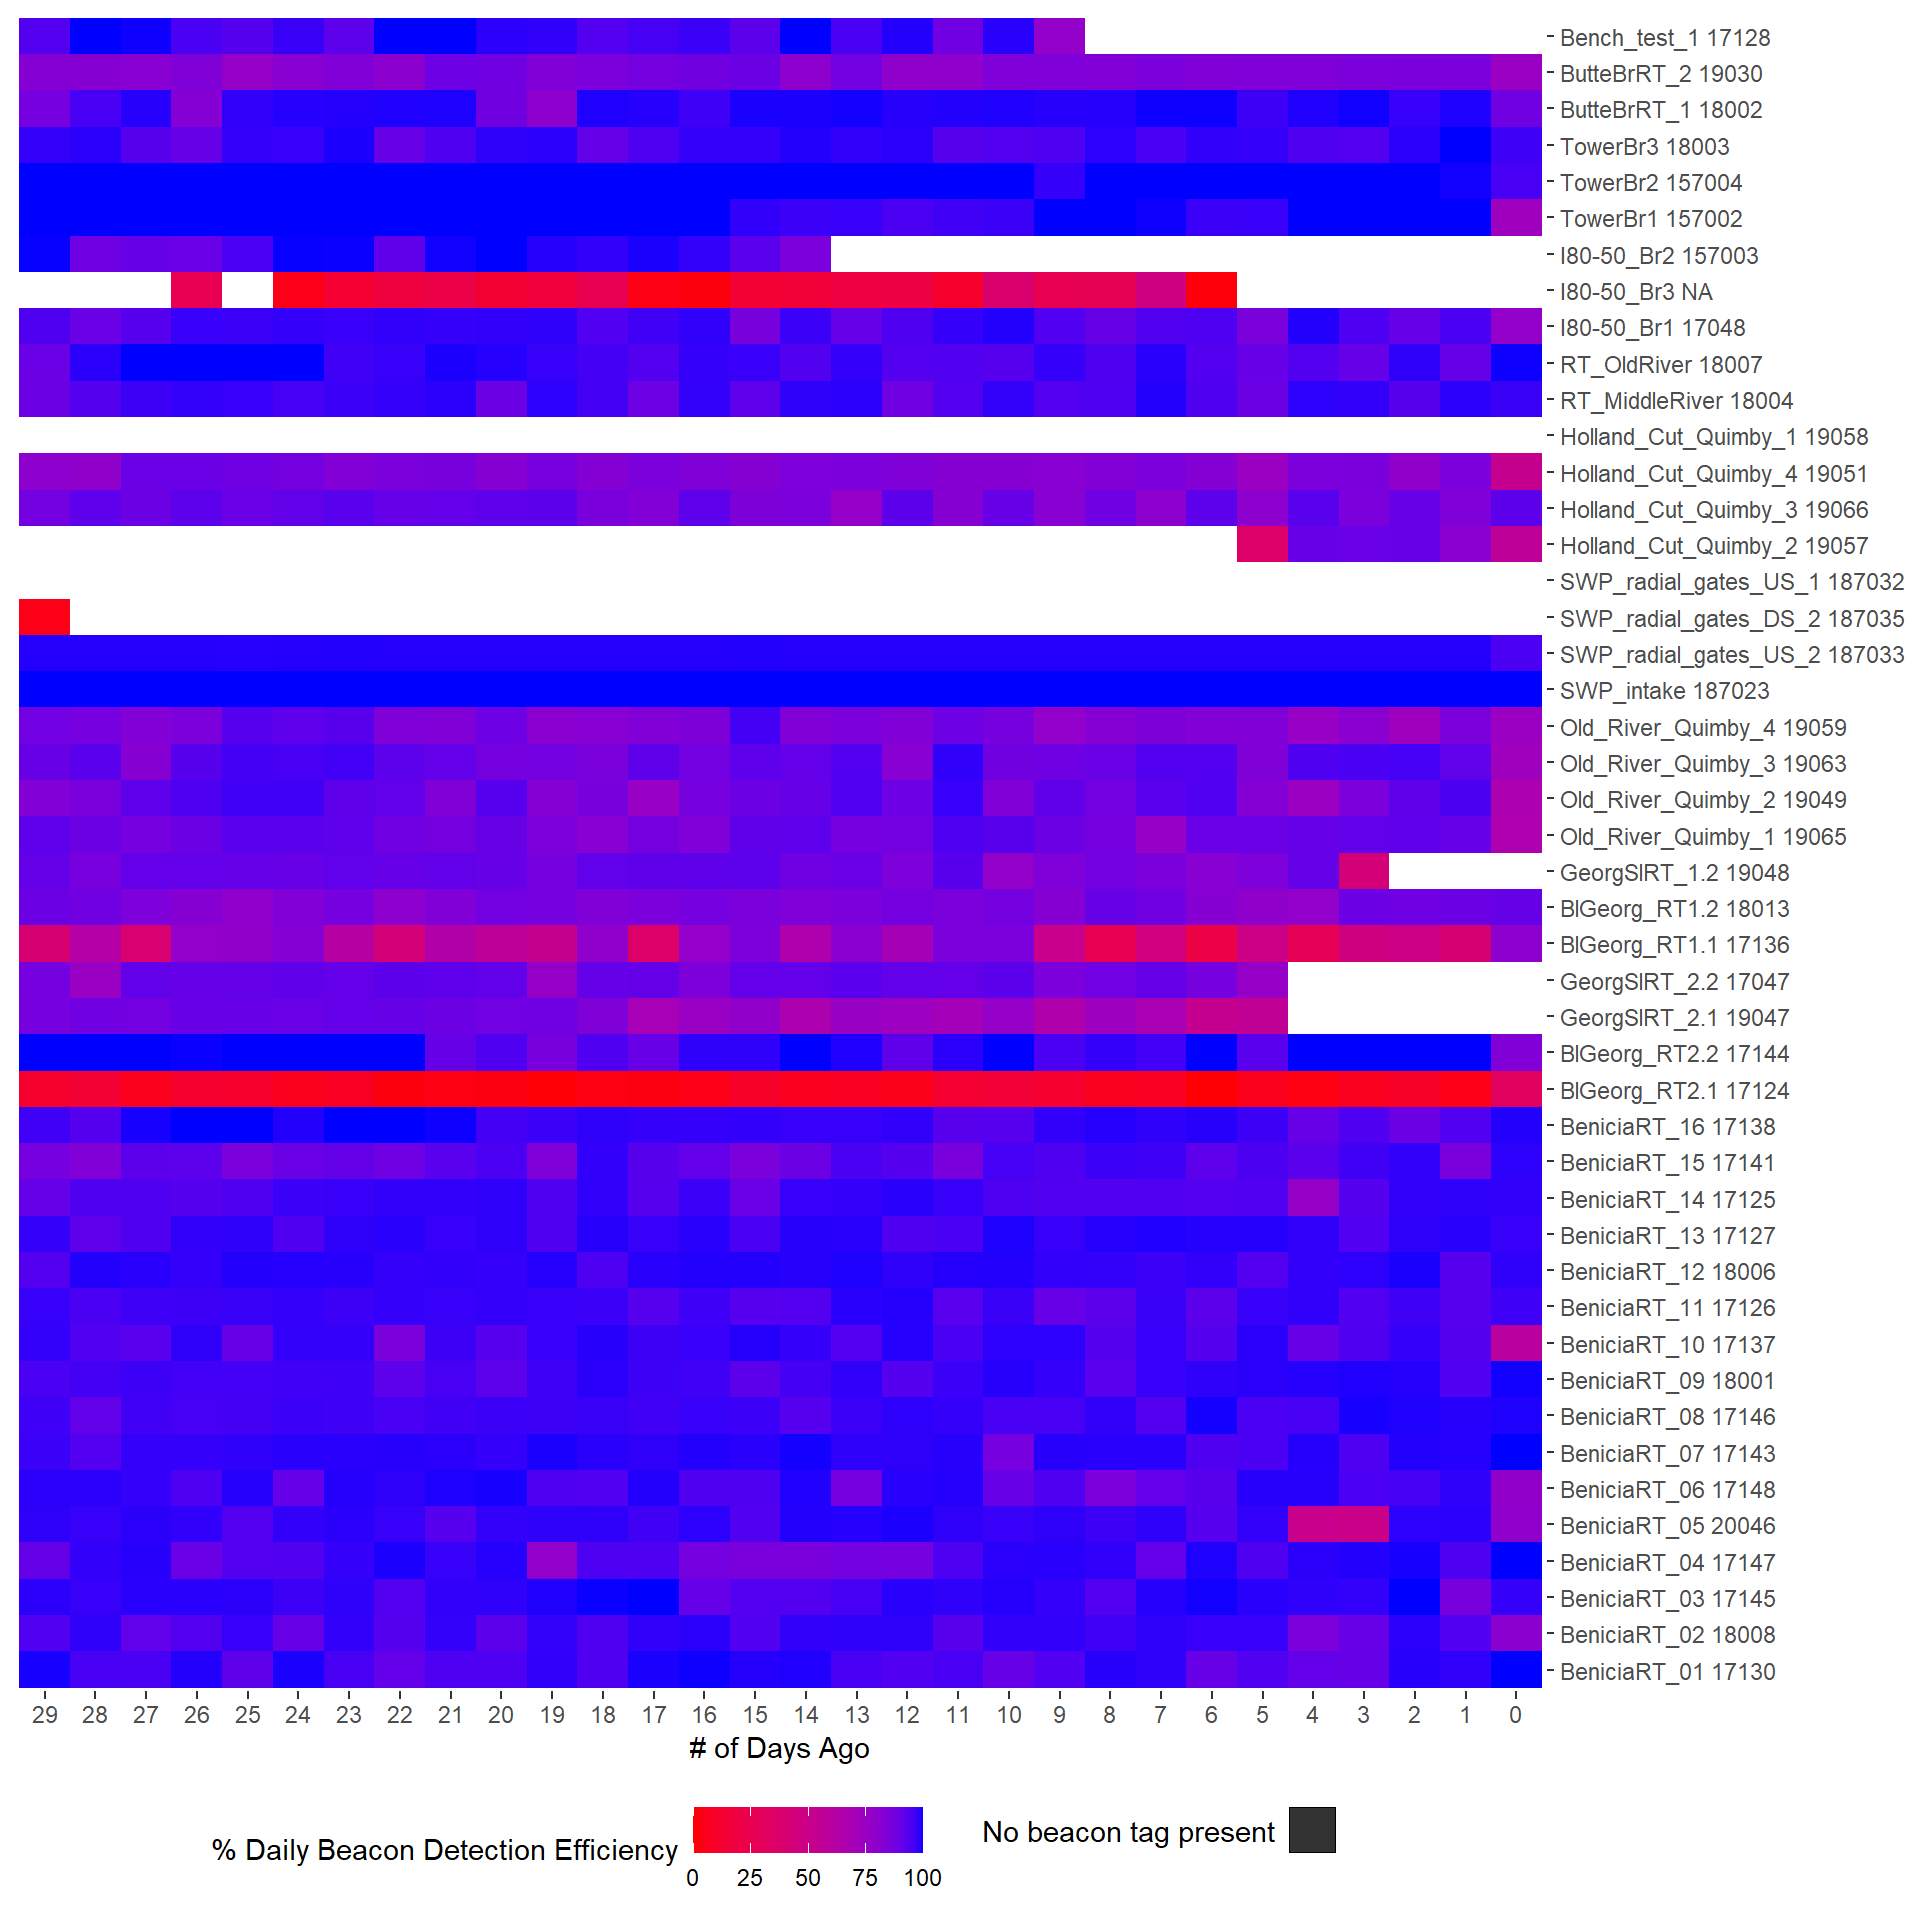 Bench_test_1 17128
ButteBrRT_2 19030
ButteBrRT_1 18002
TowerBr3 18003
TowerBr2 157004
TowerBr1 157002
I80-50_Br2 157003
I80-50_Br3 NA
I80-50_Br1 17048
RT_OldRiver 18007
RT_MiddleRiver 18004
Holland_Cut_Quimby_1 19058
Holland_Cut_Quimby_4 19051
Holland_Cut_Quimby_3 19066
Holland_Cut_Quimby_2 19057
SWP_radial_gates_US_1 187032
SWP_radial_gates_DS_2 187035
SWP_radial_gates_US_2 187033
SWP_intake 187023
Old_River_Quimby_4 19059
Old_River_Quimby_3 19063
Old_River_Quimby_2 19049
Old_River_Quimby_1 19065
GeorgSlRT_1.2 19048
BlGeorg_RT1.2 18013
BlGeorg_RT1.1 17136
GeorgSlRT_2.2 17047
GeorgSlRT_2.1 19047
BlGeorg_RT2.2 17144
BlGeorg_RT2.1 17124
BeniciaRT_16 17138
BeniciaRT_15 17141
BeniciaRT_14 17125
BeniciaRT_13 17127
BeniciaRT_12 18006
BeniciaRT_11 17126
BeniciaRT_10 17137
BeniciaRT_09 18001
BeniciaRT_08 17146
BeniciaRT_07 17143
BeniciaRT_06 17148
BeniciaRT_05 20046
BeniciaRT_04 17147
BeniciaRT_03 17145
BeniciaRT_02 18008
BeniciaRT_01 17130
29 28 27 26 25 24 23 22 21 20 19 18 17 16 15 14 13 12 11 10 9 8 7 6 5 4 3 2 1 0
# of Days Ago
% Daily Beacon Detection Efficiency
0 25 50 75 100
No beacon tag present